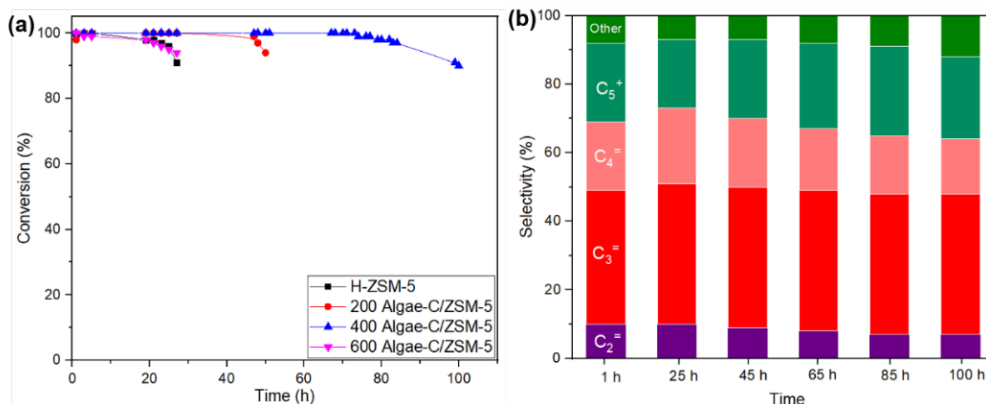 (a)
Conversion (%)
100
80
60
40
20
0
H-ZSM-5
200 Algae-C/ZSM-5
400 Algae-C/ZSM-5
600 Algae-C/ZSM-5
0 20 40 60 80 100
Time (h)
(b)
Selectivity (%)
100
80
60
40
20
0
Other
C₅⁺
C₄⁼
C₃⁼
C₂⁼
1 h 25 h 45 h 65 h 85 h 100 h
Time